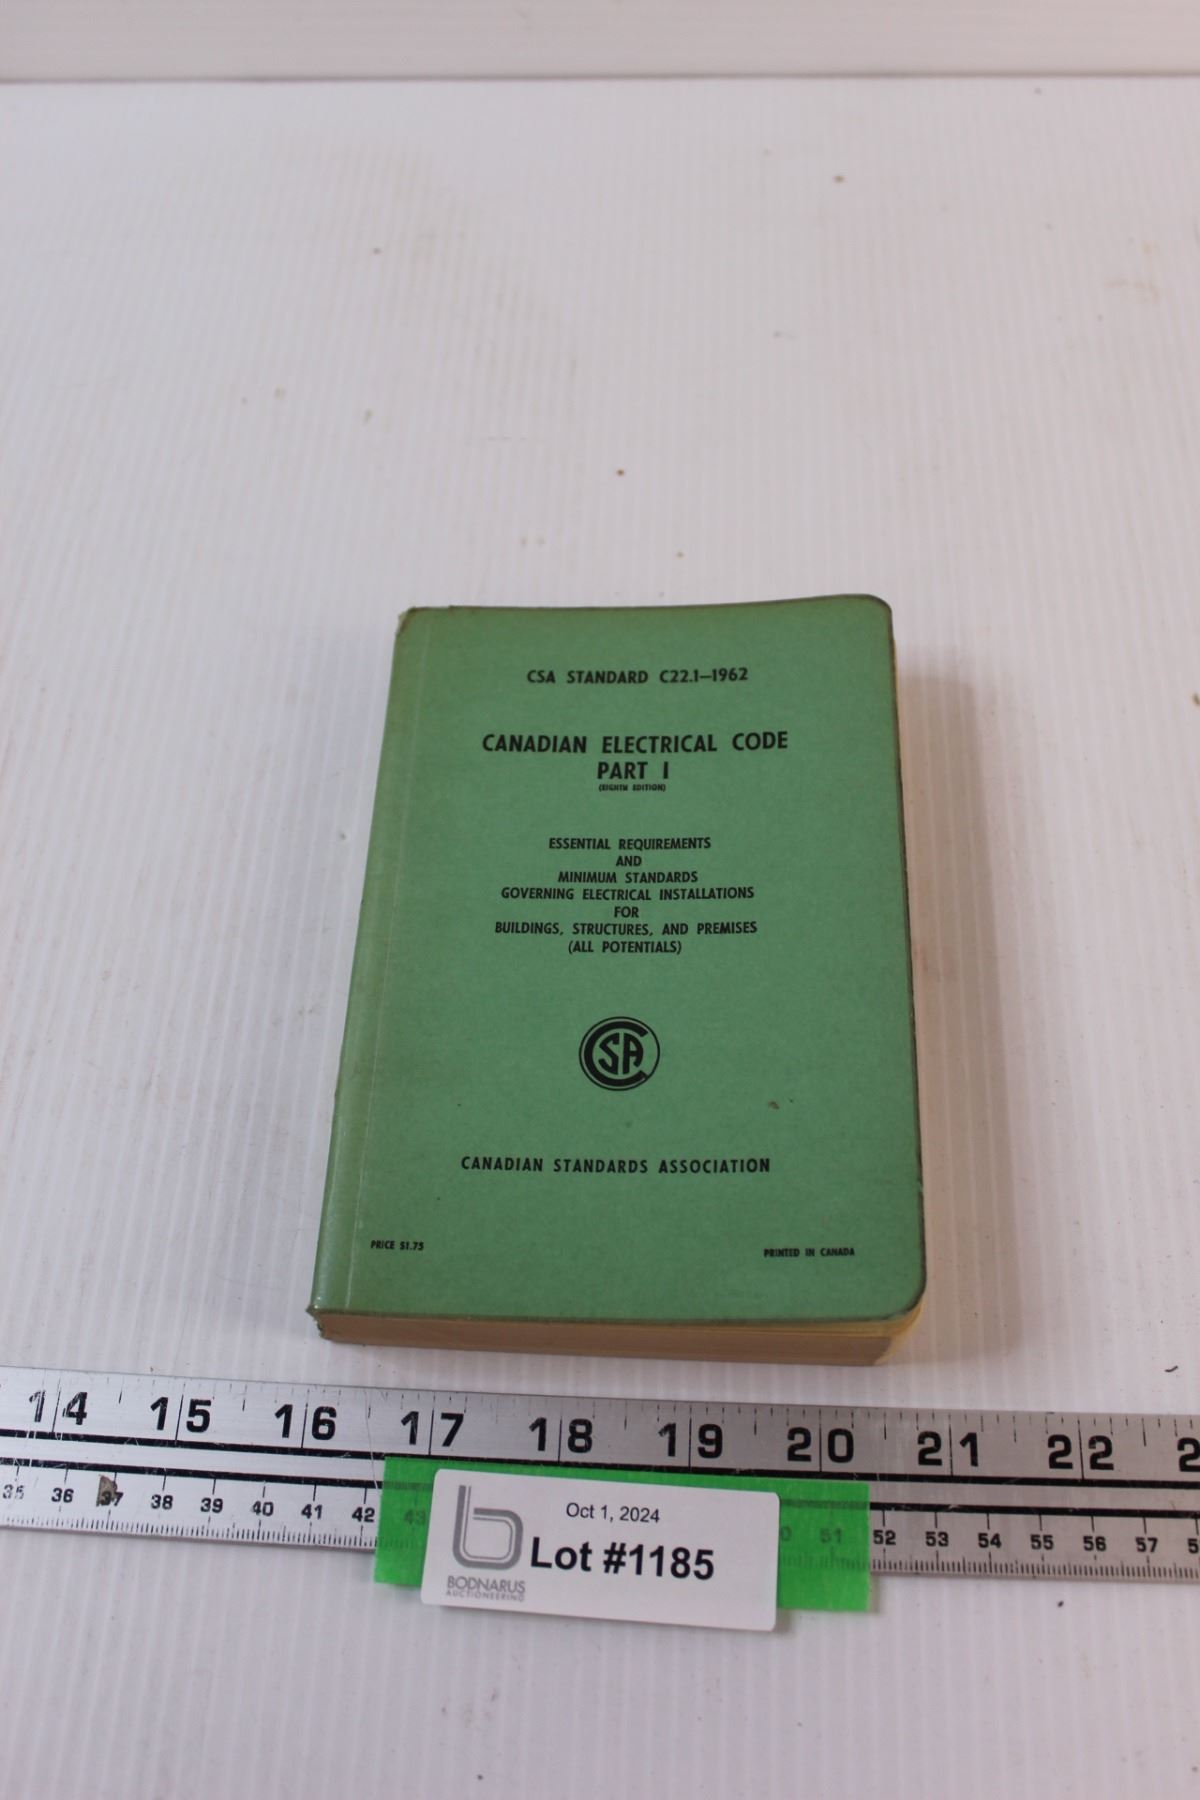 CSA STANDARD C22.1—1962
CANADIAN ELECTRICAL CODE
PART I
(EIGHTH EDITION)
ESSENTIAL REQUIREMENTS
AND
MINIMUM STANDARDS
GOVERNING ELECTRICAL INSTALLATIONS
FOR
BUILDINGS, STRUCTURES, AND PREMISES
(ALL POTENTIALS)
CSA
CANADIAN STANDARDS ASSOCIATION
PRICE $1.75
PRINTED IN CANADA
14 15 16 17 18 19 20 21 22
35 36 37 38 39 40 41 42 43 51 52 53 54 55 56 57
Oct 1, 2024
Lot #1185
BODNARUS
AUCTIONEERING